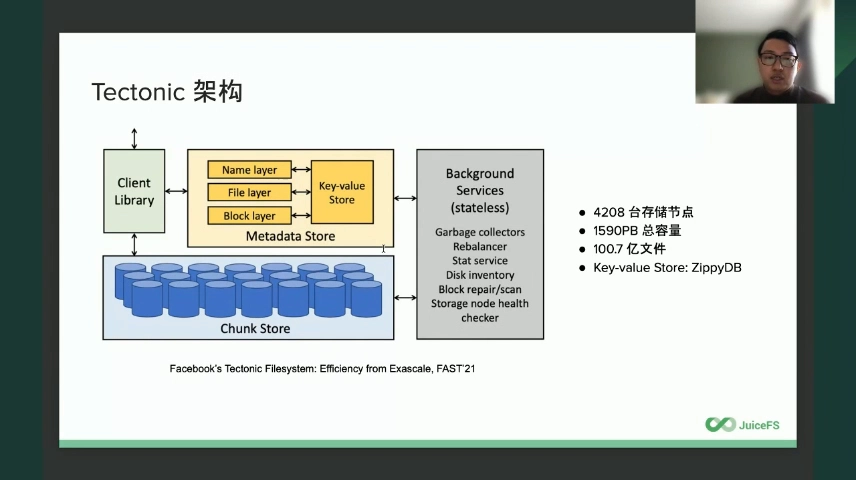 Tectonic 架构
Client
Library
Name layer
File layer
Block layer
Key-value
Store
Metadata Store
Chunk Store
Background
Services
(stateless)
Garbage collectors
Rebalancer
Stat service
Disk inventory
Block repair/scan
Storage node health
checker
4208 台存储节点
1590PB 总容量
100.7 亿文件
Key-value Store: ZippyDB
Facebook's Tectonic Filesystem: Efficiency from Exascale, FAST'21
JuiceFS